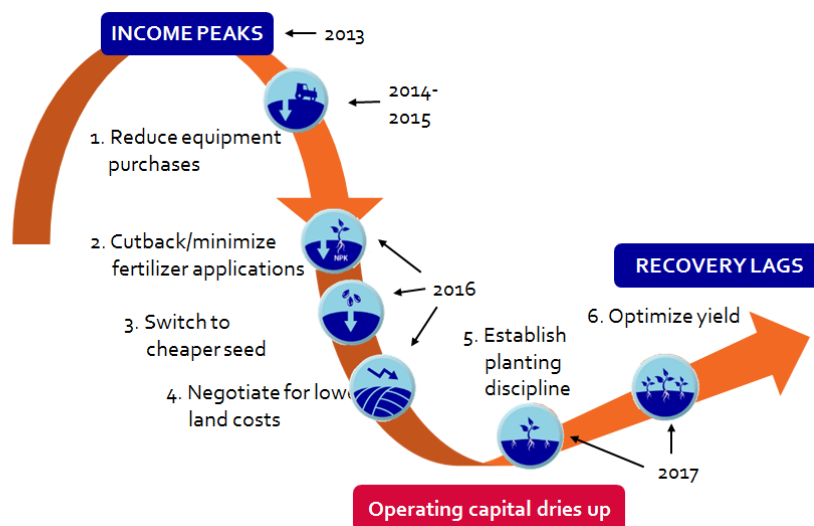 INCOME PEAKS
2013
2014-
2015
1. Reduce equipment
purchases
2. Cutback/minimize
fertilizer applications
NPK
2016
3. Switch to
cheaper seed
4. Negotiate for lowe
land costs
RECOVERY LAGS
6. Optimize yield
5. Establish
planting
discipline
2017
Operating capital dries up